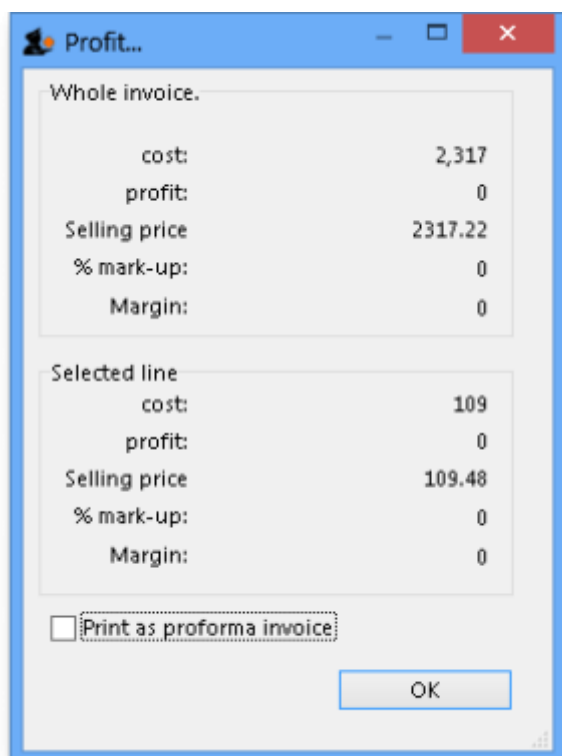 Profit...
Whole invoice.
cost: 2,317
profit: 0
Selling price 2317.22
% mark-up: 0
Margin: 0
Selected line
cost: 109
profit: 0
Selling price 109.48
% mark-up: 0
Margin: 0
Print as proforma invoice
OK